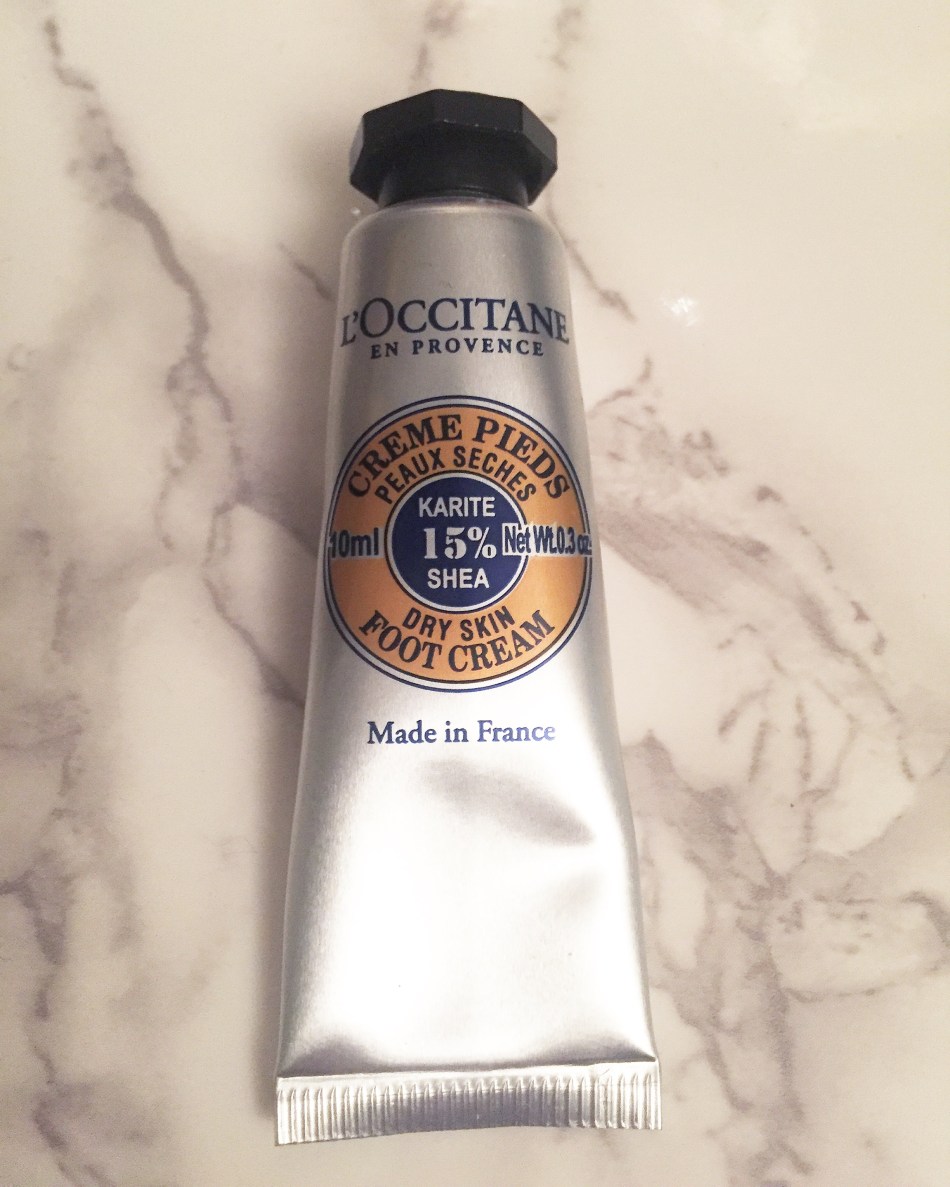 L'OCCITANE
EN PROVENCE
CREME PIEDS
PEAUX SECHES
KARITE
10ml 15% Net Wt.0.3 oz.
SHEA
DRY SKIN
FOOT CREAM
Made in France